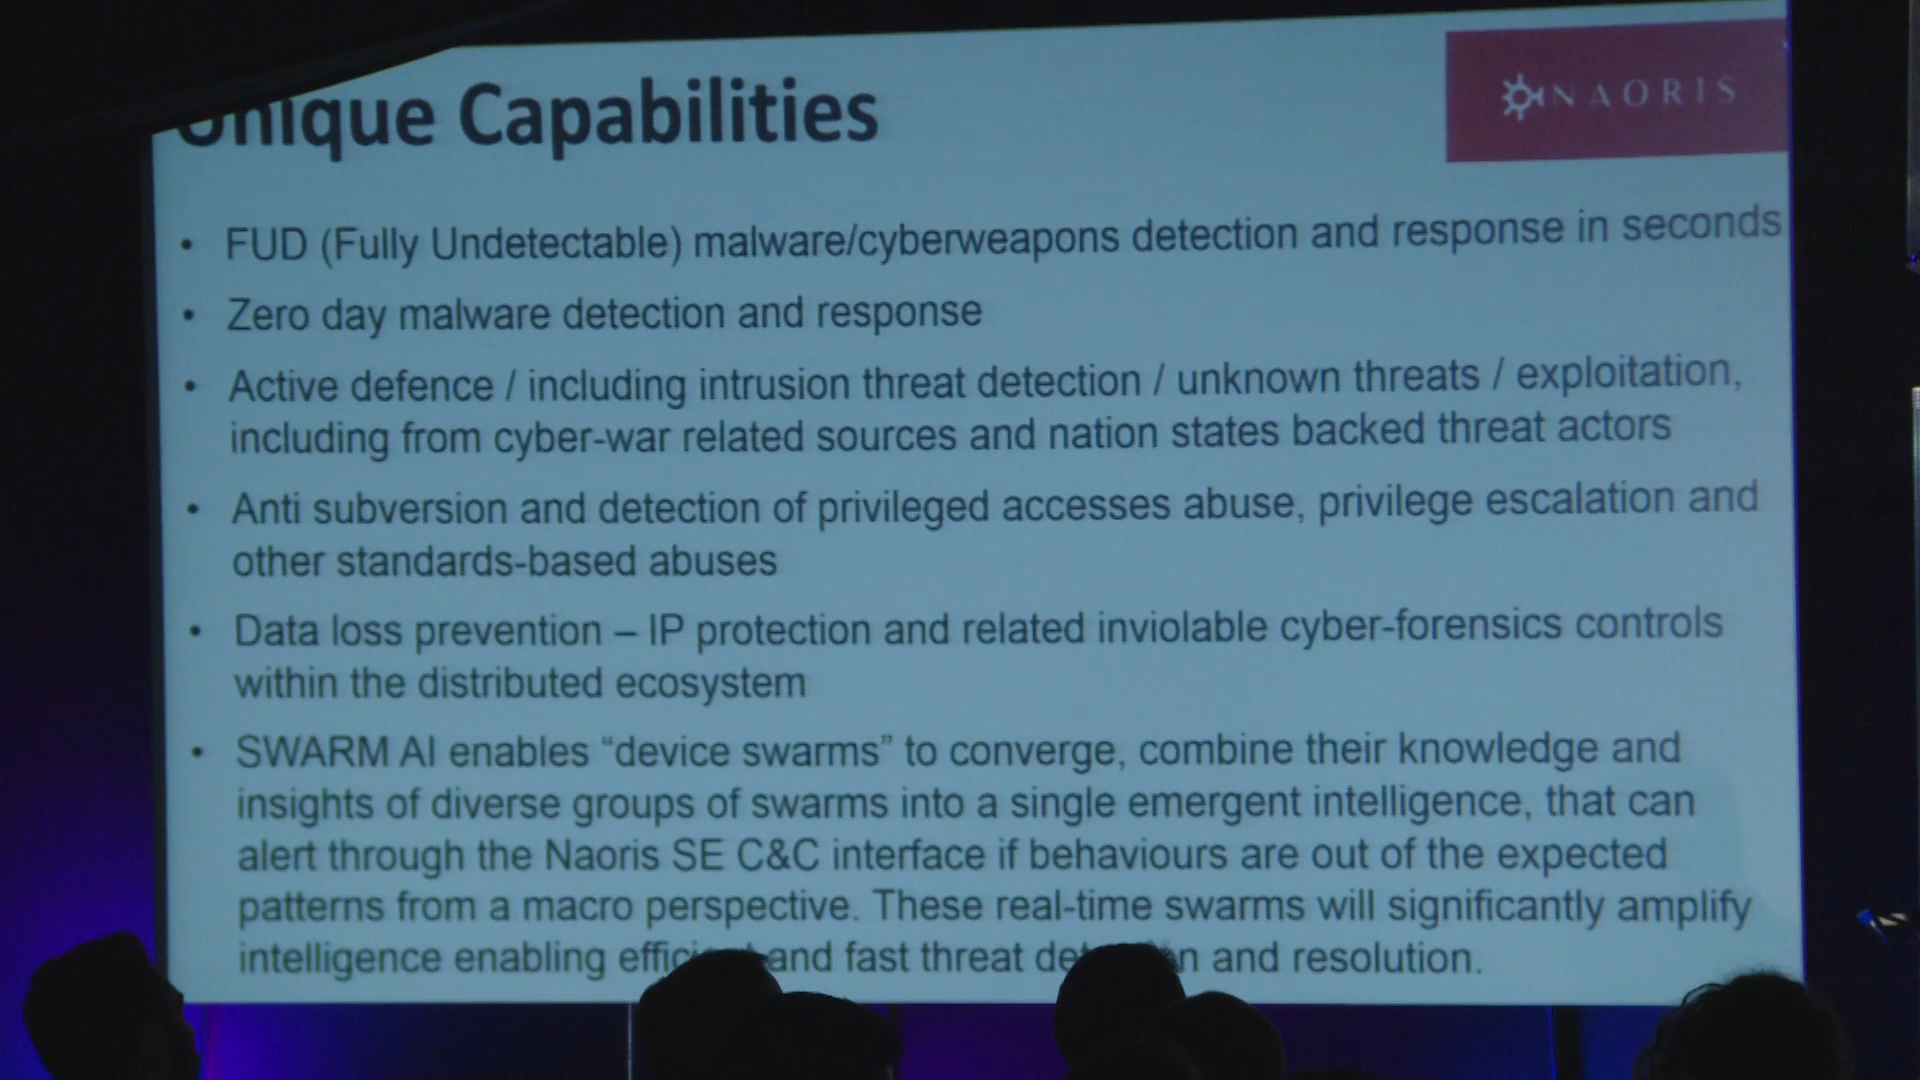 Unique Capabilities
NAORIS
• FUD (Fully Undetectable) malware/cyberweapons detection and response in seconds
• Zero day malware detection and response
• Active defence / including intrusion threat detection / unknown threats / exploitation,
including from cyber-war related sources and nation states backed threat actors
• Anti subversion and detection of privileged accesses abuse, privilege escalation and
other standards-based abuses
• Data loss prevention – IP protection and related inviolable cyber-forensics controls
within the distributed ecosystem
• SWARM AI enables “device swarms” to converge, combine their knowledge and
insights of diverse groups of swarms into a single emergent intelligence, that can
alert through the Naoris SE C&C interface if behaviours are out of the expected
patterns from a macro perspective. These real-time swarms will significantly amplify
intelligence enabling and fast threat and resolution.